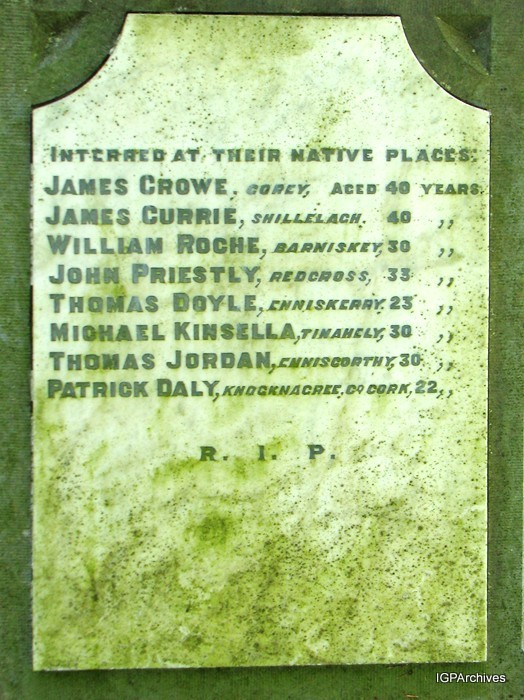 INTERRED AT THEIR NATIVE PLACES:
JAMES CROWE, GOREY, AGED 40 YEARS.
JAMES CURRIE, SHILLELAGH. 40 ,,
WILLIAM ROCHE, BARNISKEY, 30 ,,
JOHN PRIESTLY, REDCROSS, 33 ,,
THOMAS DOYLE, ENNISKERRY. 23 ,,
MICHAEL KINSELLA, TINAHELY, 30 ,,
THOMAS JORDAN, ENNISCORTHY, 30 ,,
PATRICK DALY, KNOCKNACREE, CO CORK, 22,,
R. I. P.
IGPArchives